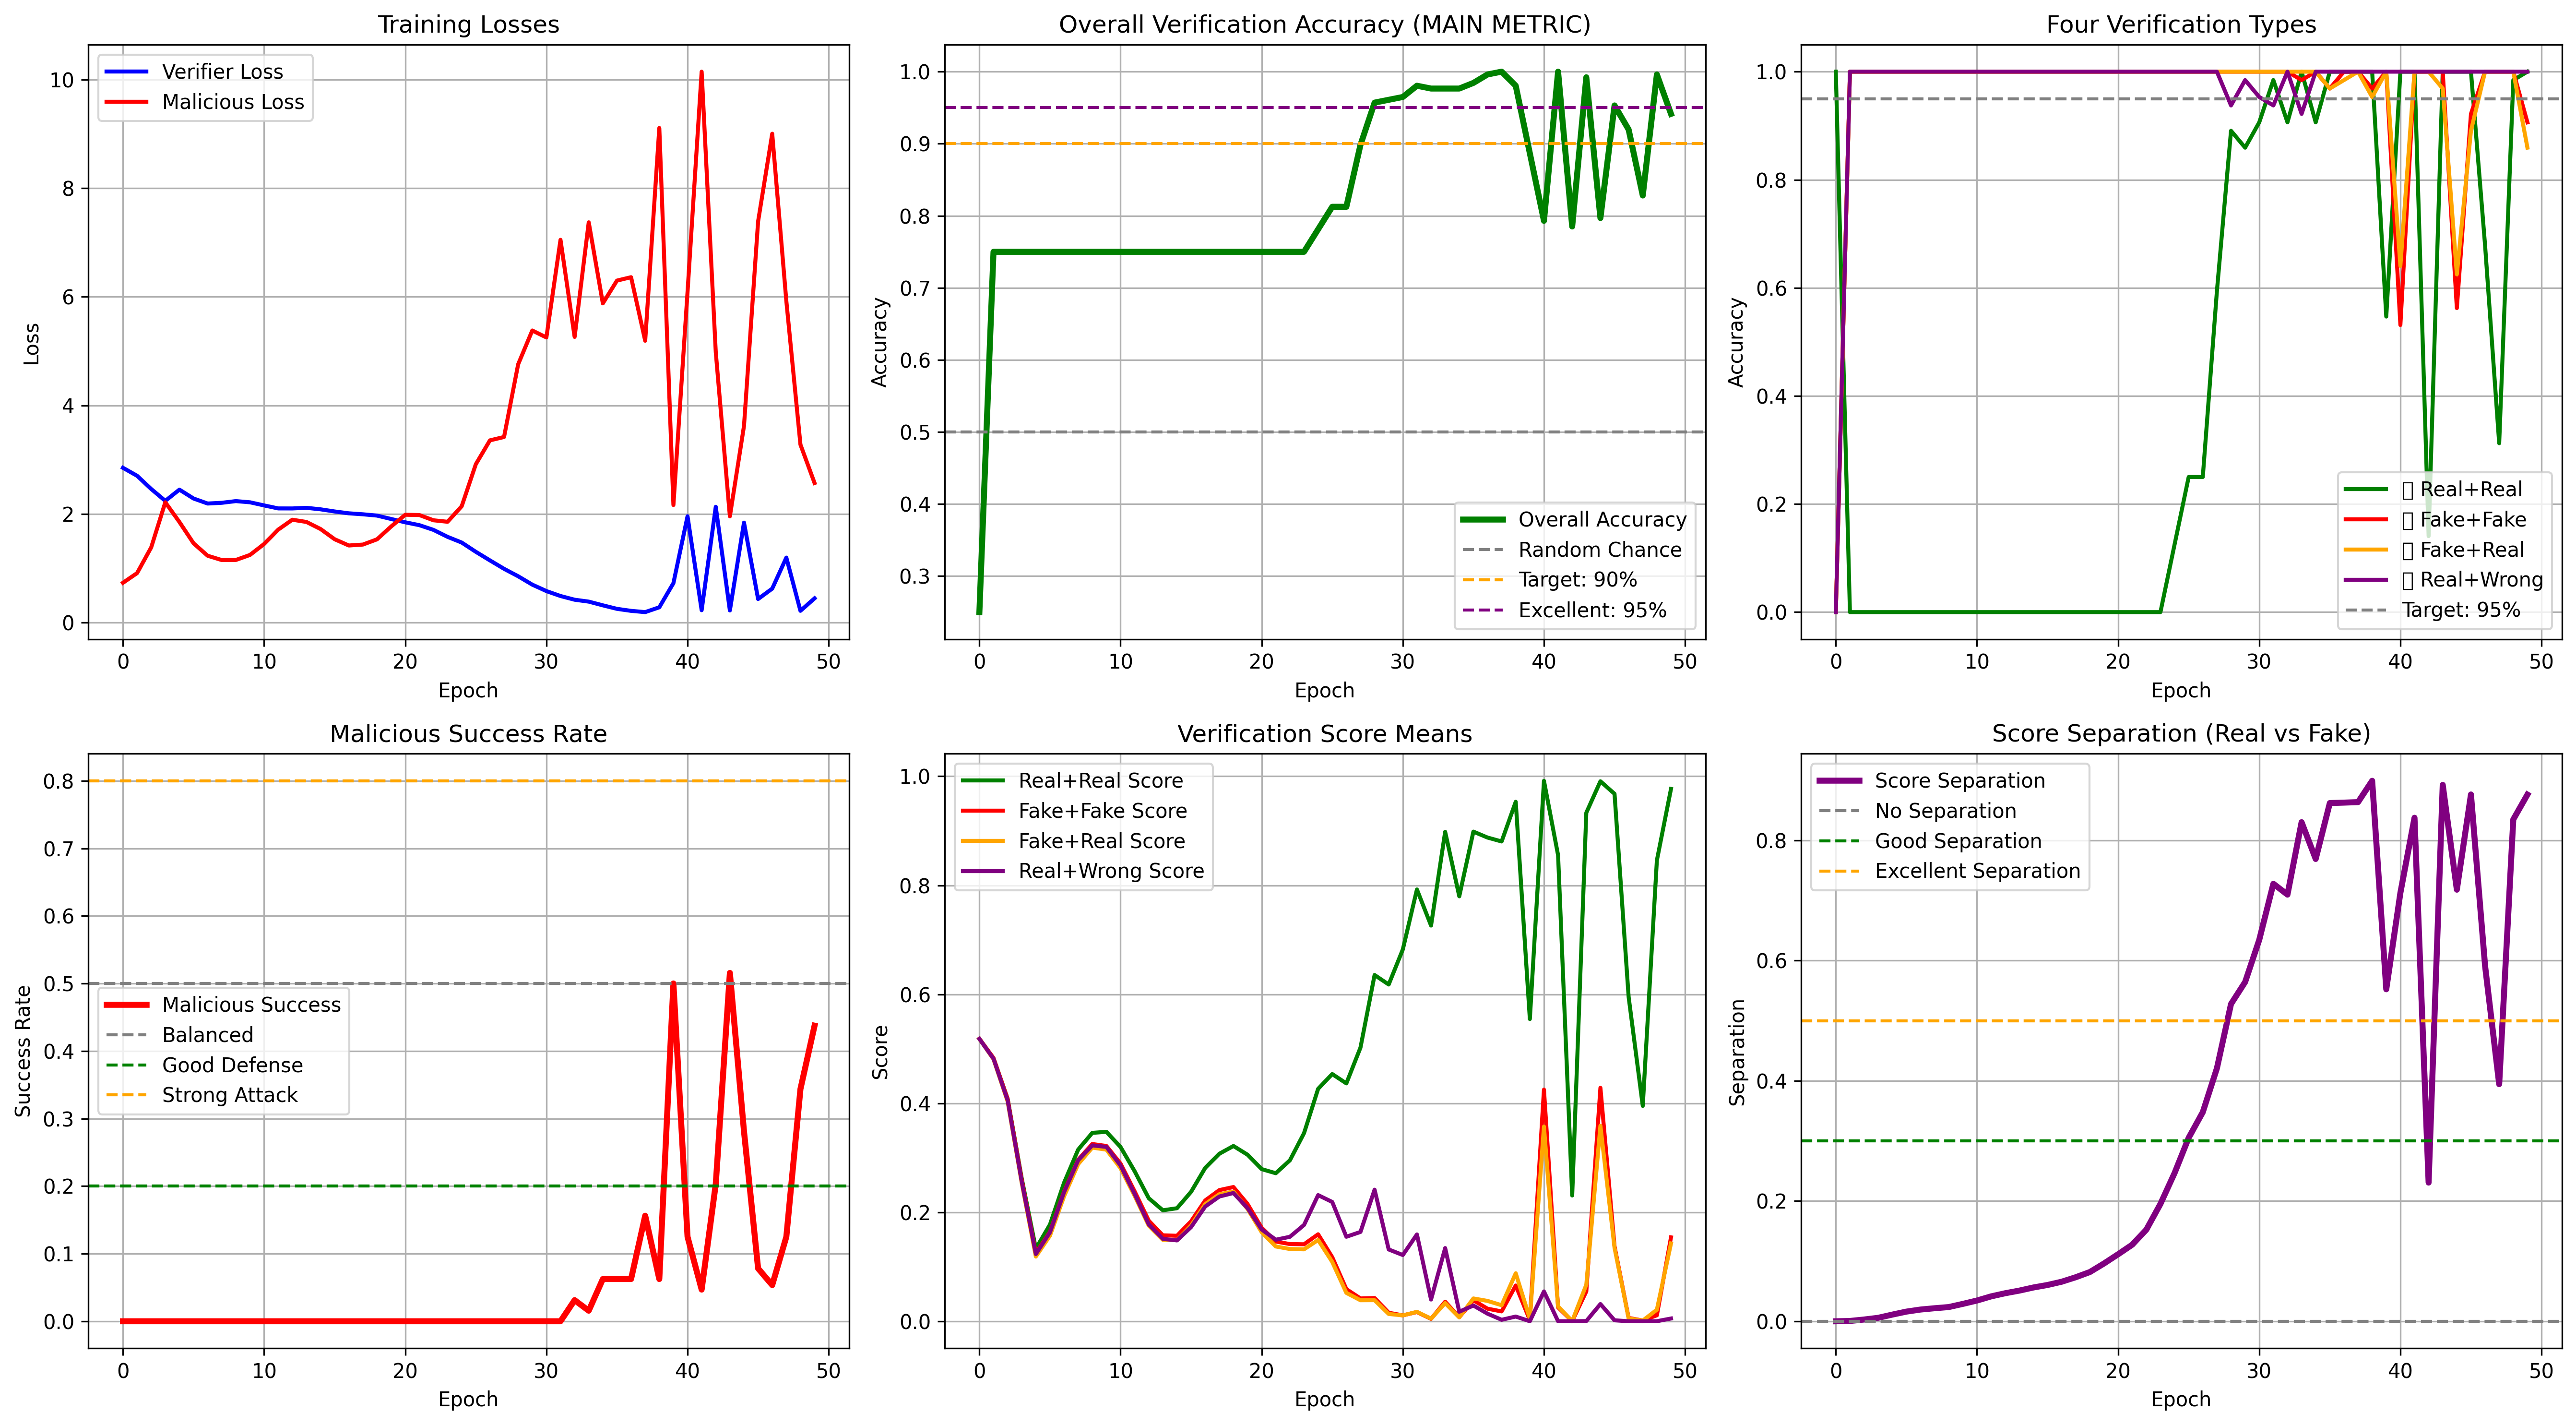 Training Losses
Loss
10
8
6
4
2
0
Verifier Loss
Malicious Loss
0 10 20 30 40 50
Epoch
Overall Verification Accuracy (MAIN METRIC)
Accuracy
1.0
0.9
0.8
0.7
0.6
0.5
0.4
0.3
Overall Accuracy
Random Chance
Target: 90%
Excellent: 95%
0 10 20 30 40 50
Epoch
Four Verification Types
Accuracy
1.0
0.8
0.6
0.4
0.2
0.0
▯ Real+Real
▯ Fake+Fake
▯ Fake+Real
▯ Real+Wrong
Target: 95%
0 10 20 30 40 50
Epoch
Malicious Success Rate
Success Rate
0.8
0.7
0.6
0.5
0.4
0.3
0.2
0.1
0.0
Malicious Success
Balanced
Good Defense
Strong Attack
0 10 20 30 40 50
Epoch
Verification Score Means
Score
1.0
0.8
0.6
0.4
0.2
0.0
Real+Real Score
Fake+Fake Score
Fake+Real Score
Real+Wrong Score
0 10 20 30 40 50
Epoch
Score Separation (Real vs Fake)
Separation
0.8
0.6
0.4
0.2
0.0
Score Separation
No Separation
Good Separation
Excellent Separation
0 10 20 30 40 50
Epoch